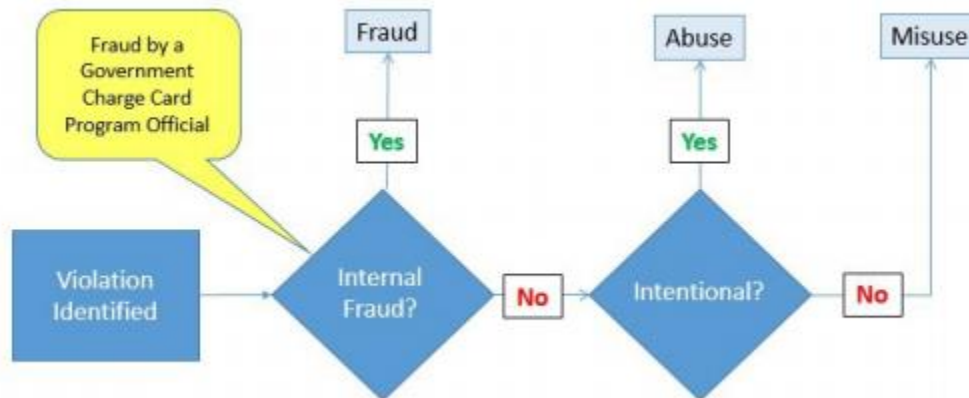 Fraud by a
Government
Charge Card
Program Official
Fraud
Abuse
Misuse
Yes
Yes
Violation
Identified
Internal
Fraud?
No
Intentional?
No